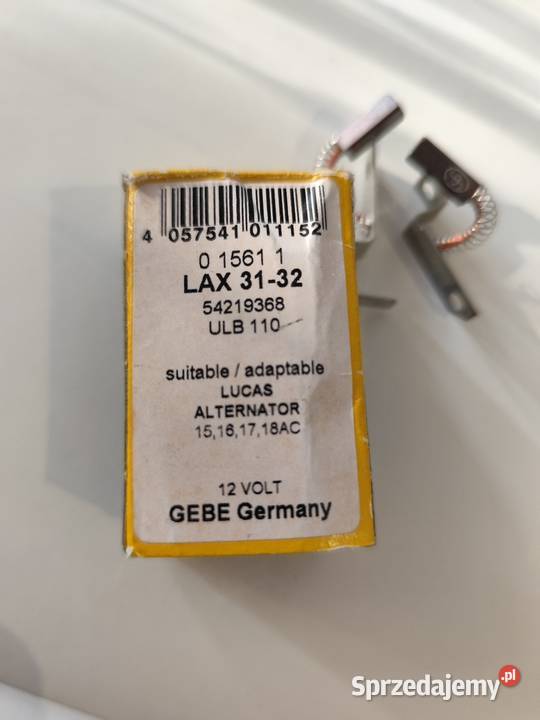 4 057541 011152
0 1561 1
LAX 31-32
54219368
ULB 110
suitable / adaptable
LUCAS
ALTERNATOR
15,16,17,18AC
12 VOLT
GEBE Germany
Sprzedajemy.pl